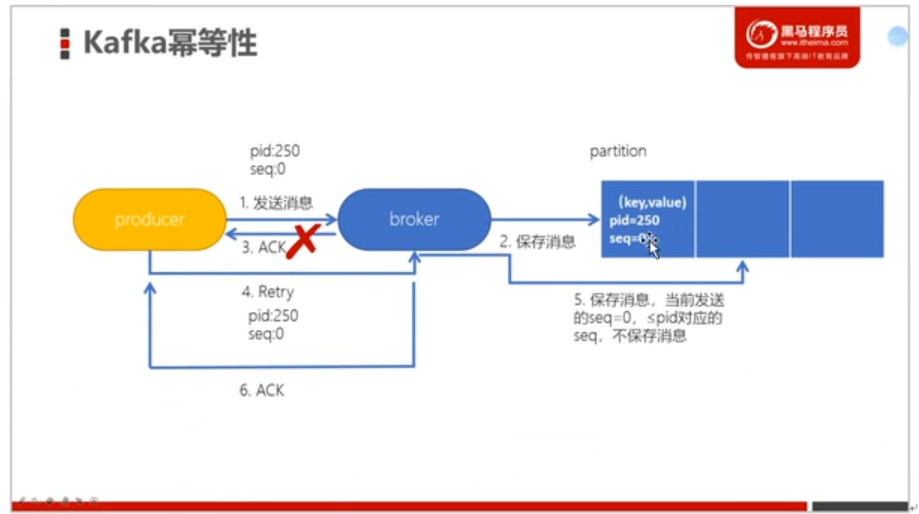 Kafka幂等性
黑马程序员
www.itheima.com
传智播客旗下高端IT教育品牌
pid:250
seq:0
partition
producer
1. 发送消息
broker
(key,value)
pid=250
seq=0
3. ACK
2. 保存消息
4. Retry
pid:250
seq:0
5. 保存消息，当前发送
的seq=0，≤pid对应的
seq，不保存消息
6. ACK